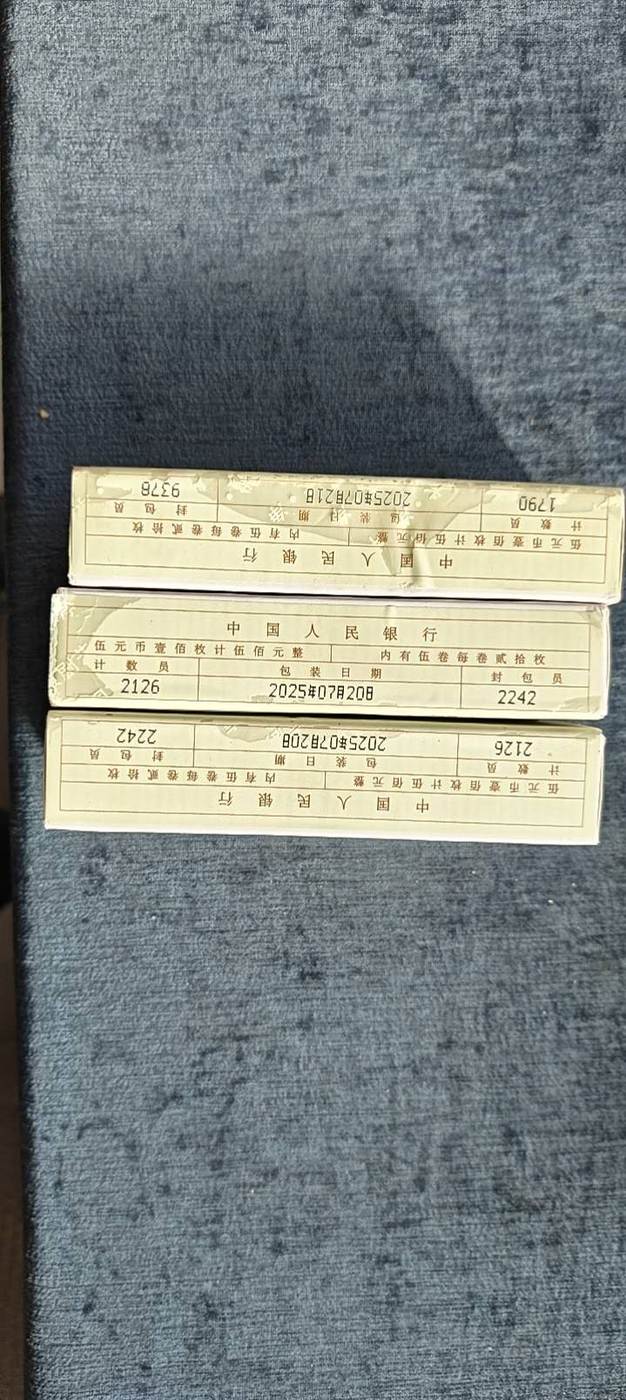 中国人民银行
伍元币壹佰枚计伍佰元整 内有伍卷每卷贰拾枚
计数员 包装日期 封包员
1790 2025年07月21日 9378
中国人民银行
伍元币壹佰枚计伍佰元整 内有伍卷每卷贰拾枚
计数员 包装日期 封包员
2126 2025年07月20日 2242
中国人民银行
伍元币壹佰枚计伍佰元整 内有伍卷每卷贰拾枚
计数员 包装日期 封包员
2126 2025年07月20日 2242